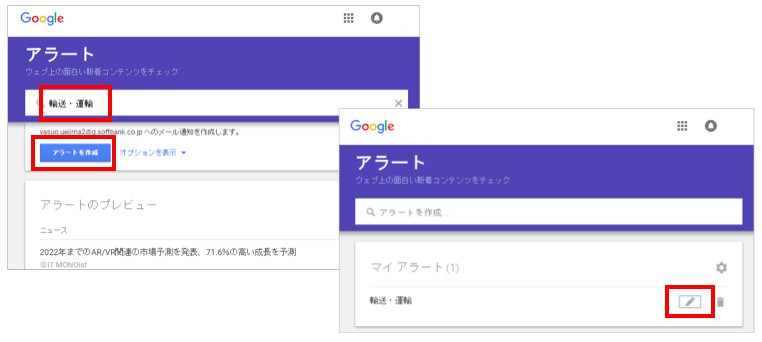 Google
アラート
ウェブ上の面白い新着コンテンツをチェック
輸送・運輸
yasuo.uejima2@g.softbank.co.jp へのメール通知を作成します。
アラートを作成 オプションを表示
アラートのプレビュー
ニュース
2022年までのAR/VR関連の市場予測を発表、71.6%の高い成長を予測
@IT MONOist
Google
アラート
ウェブ上の面白い新着コンテンツをチェック
アラートを作成...
マイ アラート (1)
輸送・運輸